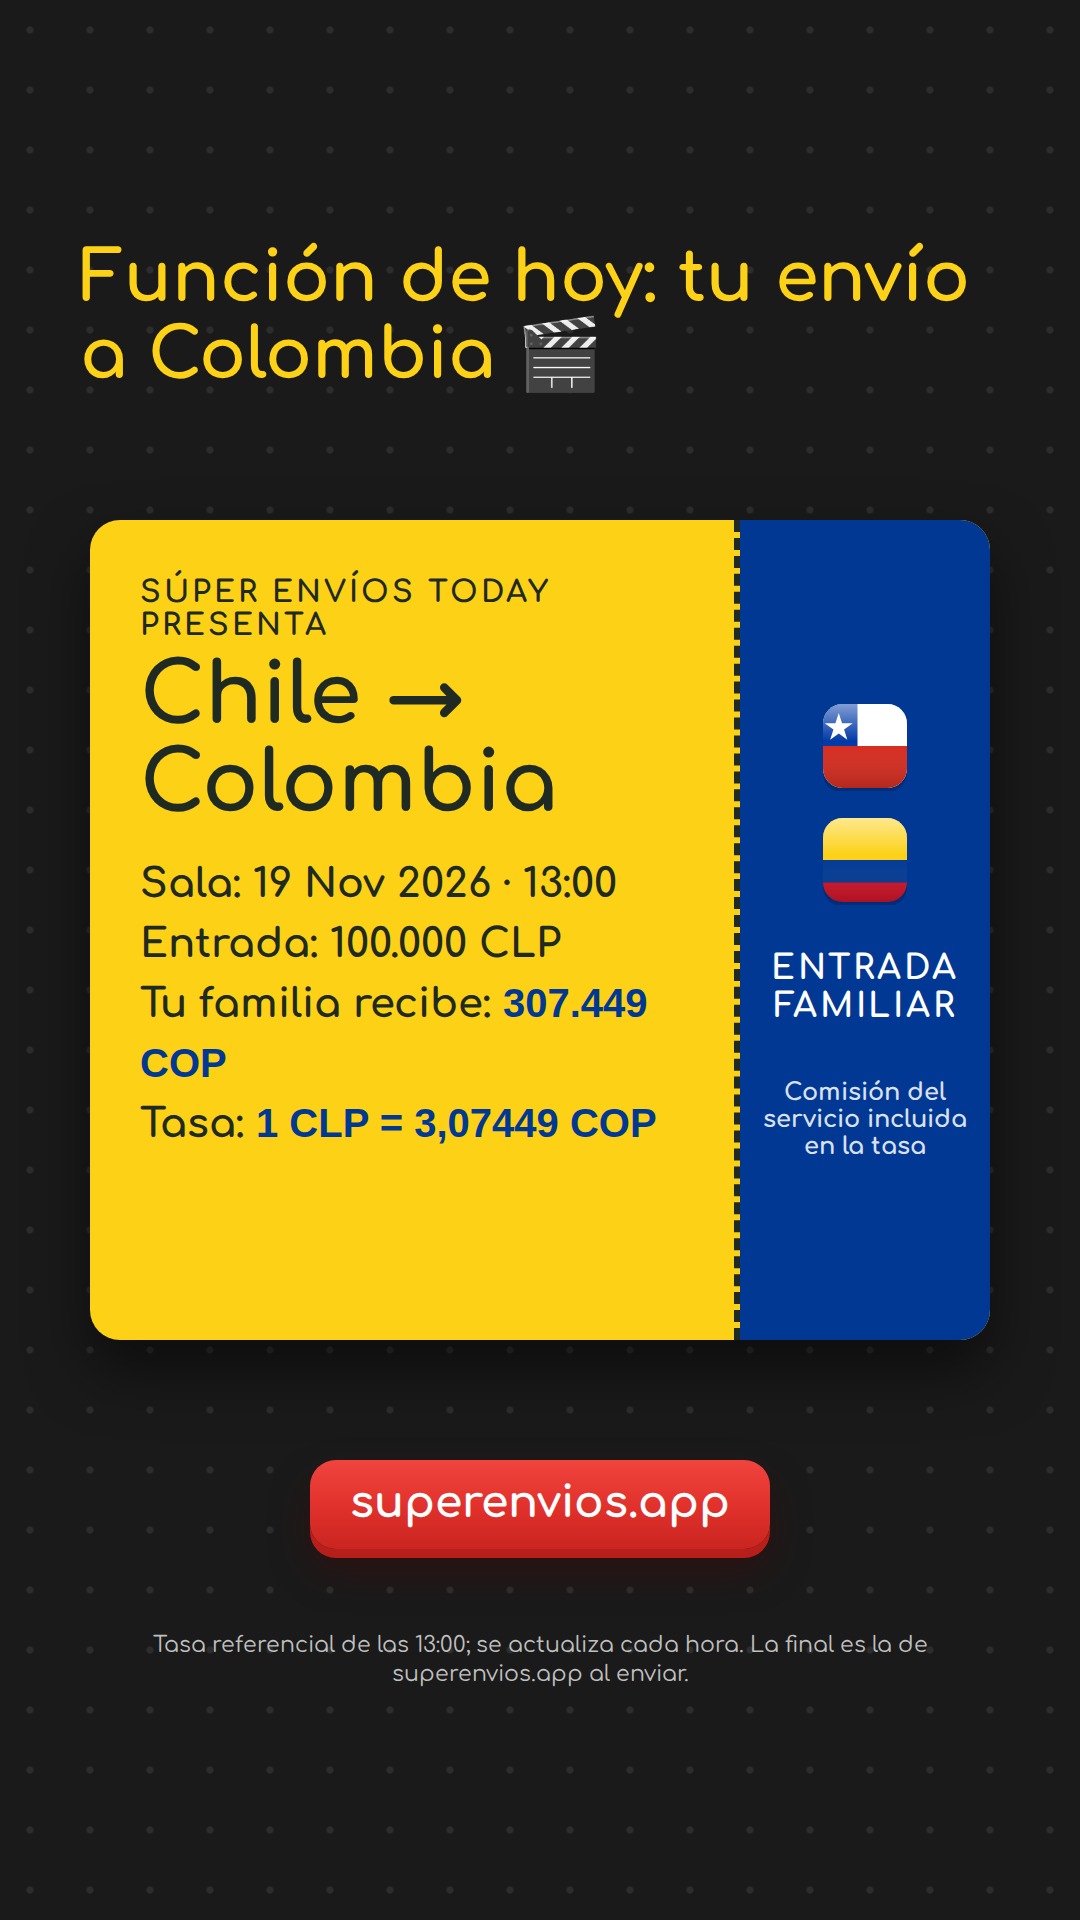 Función de hoy: tu envío
a Colombia 🎬
SÚPER ENVÍOS TODAY
PRESENTA
Chile →
Colombia
Sala: 19 Nov 2026 · 13:00
Entrada: 100.000 CLP
Tu familia recibe: 307.449
COP
Tasa: 1 CLP = 3,07449 COP
ENTRADA
FAMILIAR
Comisión del
servicio incluida
en la tasa
superenvios.app
Tasa referencial de las 13:00; se actualiza cada hora. La final es la de
superenvios.app al enviar.